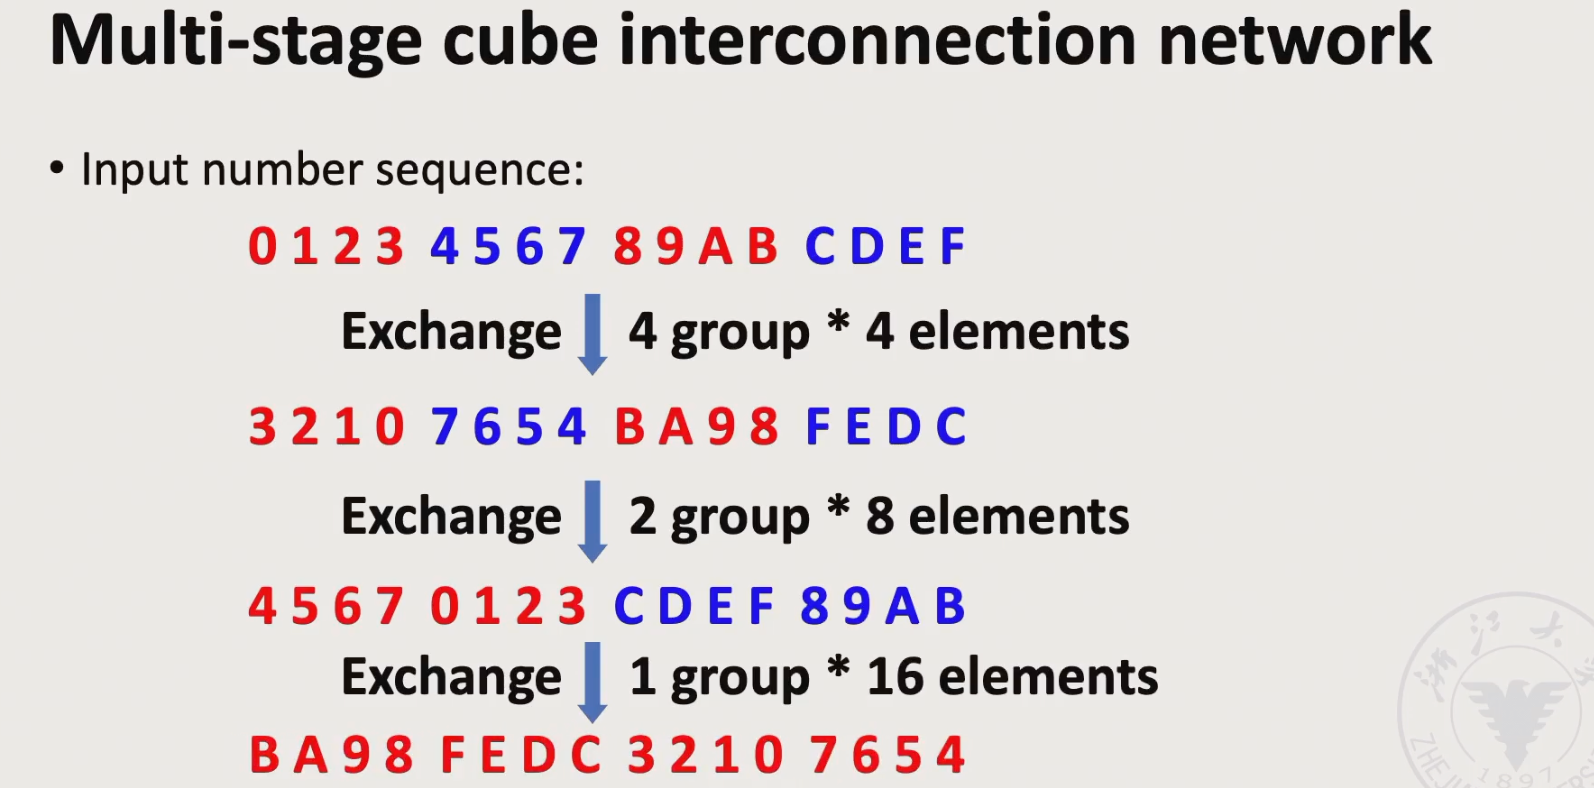 Multi-stage cube interconnection network
• Input number sequence:
0 1 2 3 4 5 6 7 8 9 A B C D E F
Exchange 4 group * 4 elements
3 2 1 0 7 6 5 4 B A 9 8 F E D C
Exchange 2 group * 8 elements
4 5 6 7 0 1 2 3 C D E F 8 9 A B
Exchange 1 group * 16 elements
B A 9 8 F E D C 3 2 1 0 7 6 5 4
1897